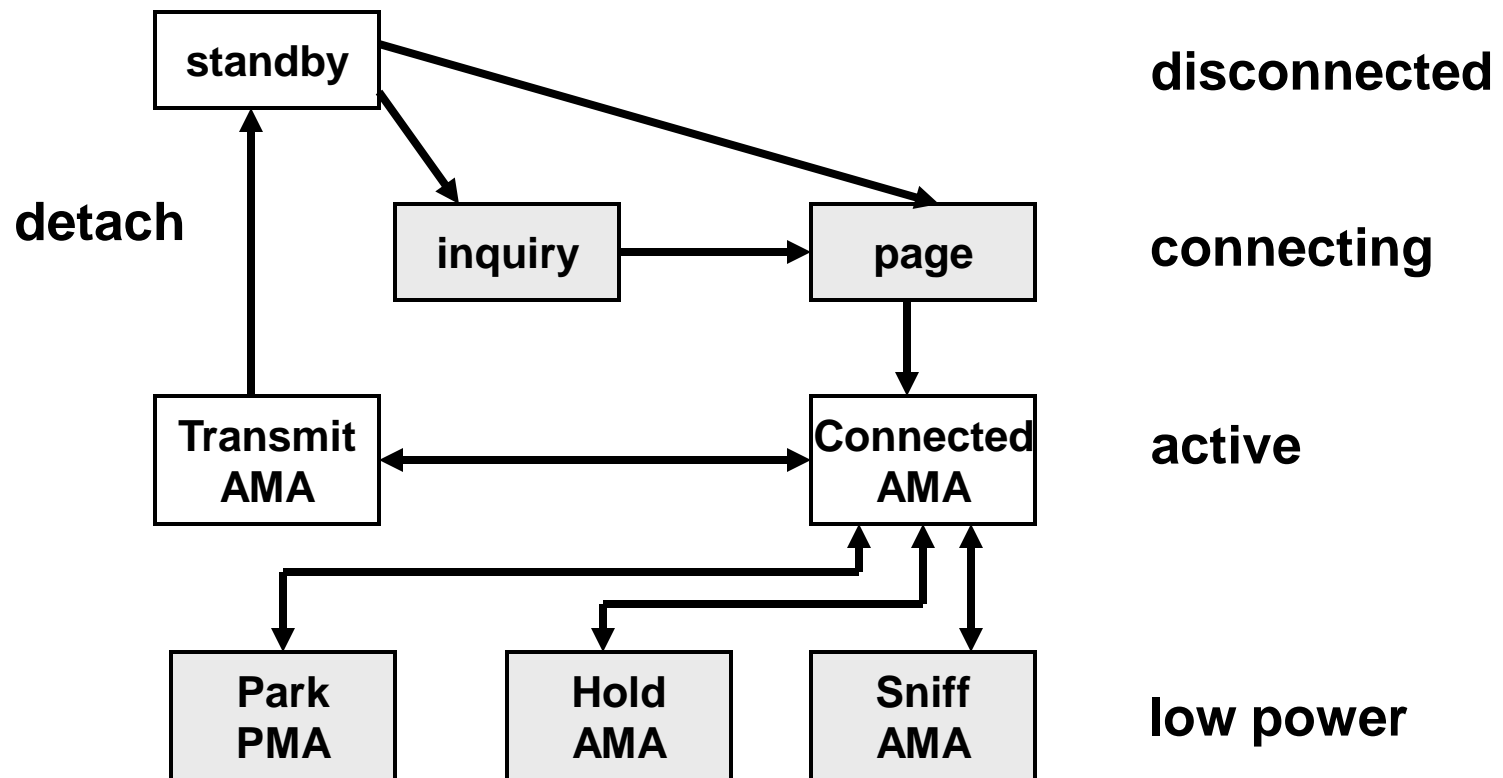 standby
disconnected
detach
inquiry
page
connecting
Transmit
AMA
Connected
AMA
active
Park
PMA
Hold
AMA
Sniff
AMA
low power